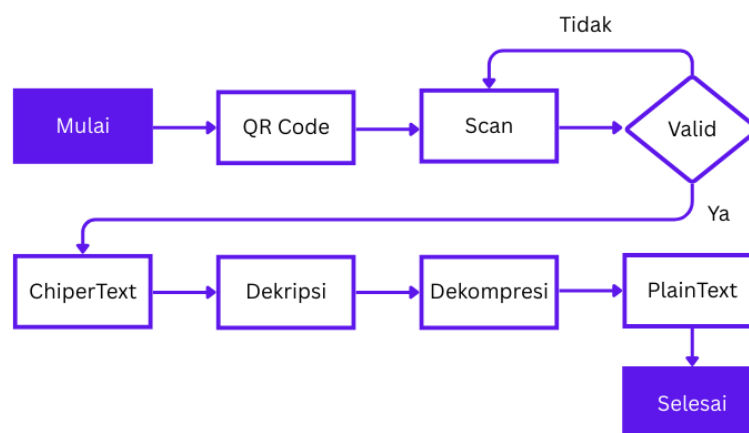 Tidak
Mulai
QR Code
Scan
Valid
Ya
ChiperText
Dekripsi
Dekompresi
PlainText
Selesai